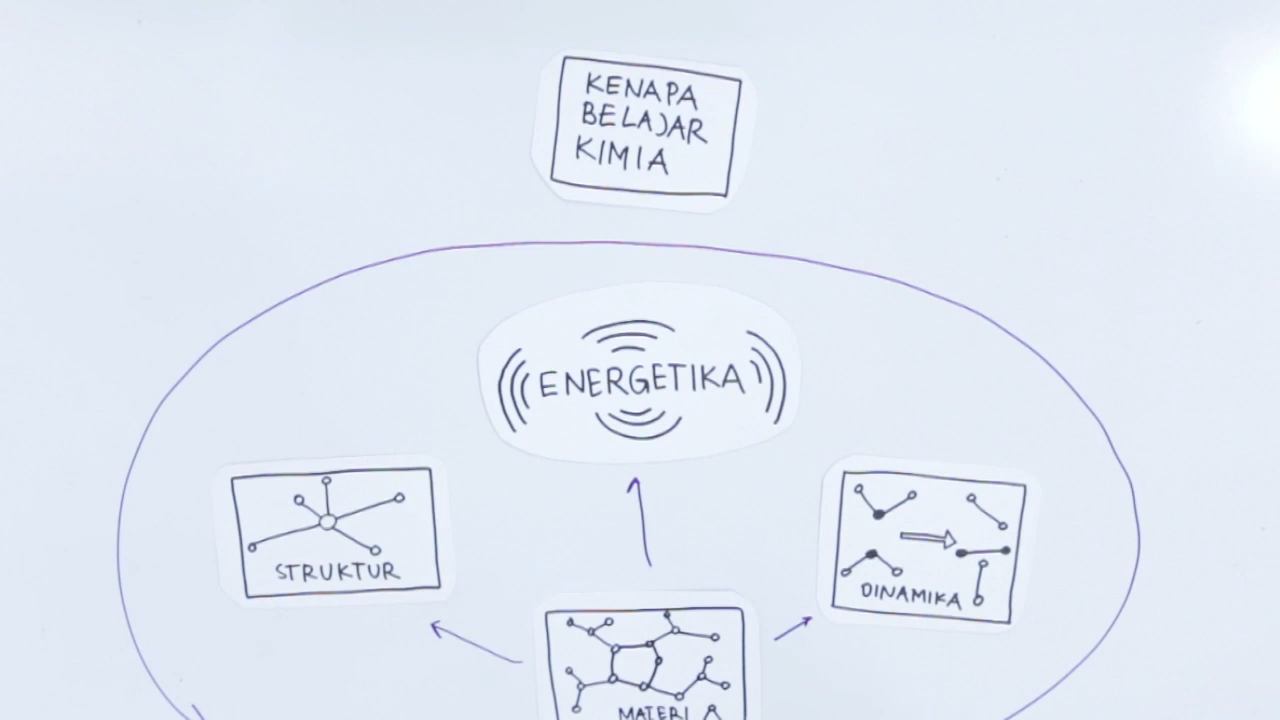 KENAPA
BELAJAR
KIMIA
ENERGETIKA
STRUKTUR
DINAMIKA
MATERI